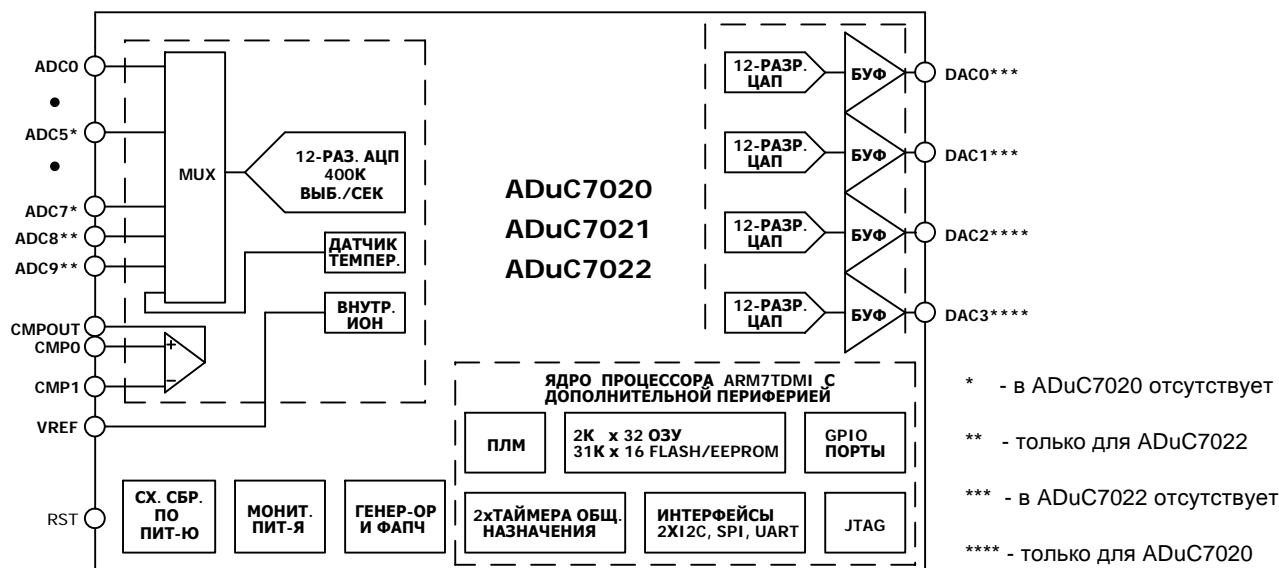 ADC0
ADC5*
ADC7*
ADC8**
ADC9**
CMPOUT
CMP0
CMP1
VREF
RST
MUX
12-РАЗ. АЦП
400К
ВЫБ./СЕК
ДАТЧИК
ТЕМПЕР.
ВНУТР.
ИОН
+
−
ADuC7020
ADuC7021
ADuC7022
12-РАЗР.
ЦАП
БУФ
DAC0***
12-РАЗР.
ЦАП
БУФ
DAC1***
12-РАЗР.
ЦАП
БУФ
DAC2****
12-РАЗР.
ЦАП
БУФ
DAC3****
СХ. СБР.
ПО
ПИТ-Ю
МОНИТ.
ПИТ-Я
ГЕНЕР-ОР
И ФАПЧ
ЯДРО ПРОЦЕССОРА ARM7TDMI С
ДОПОЛНИТЕЛЬНОЙ ПЕРИФЕРИЕЙ
ПЛМ
2К x 32 ОЗУ
31К x 16 FLASH/EEPROM
GPIO
ПОРТЫ
2xТАЙМЕРА ОБЩ.
НАЗНАЧЕНИЯ
ИНТЕРФЕЙСЫ
2XI2C, SPI, UART
JTAG
* - в ADuC7020 отсутствует
** - только для ADuC7022
*** - в ADuC7022 отсутствует
**** - только для ADuC7020